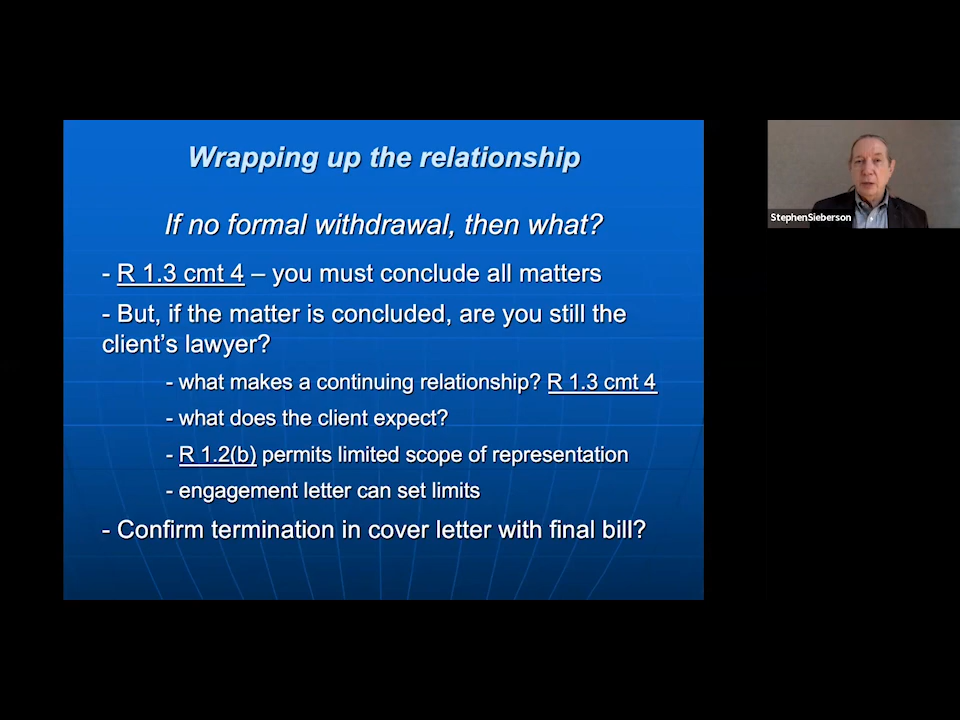 Wrapping up the relationship
If no formal withdrawal, then what?
- R 1.3 cmt 4 – you must conclude all matters
- But, if the matter is concluded, are you still the
client’s lawyer?
- what makes a continuing relationship? R 1.3 cmt 4
- what does the client expect?
- R 1.2(b) permits limited scope of representation
- engagement letter can set limits
- Confirm termination in cover letter with final bill?
StephenSieberson